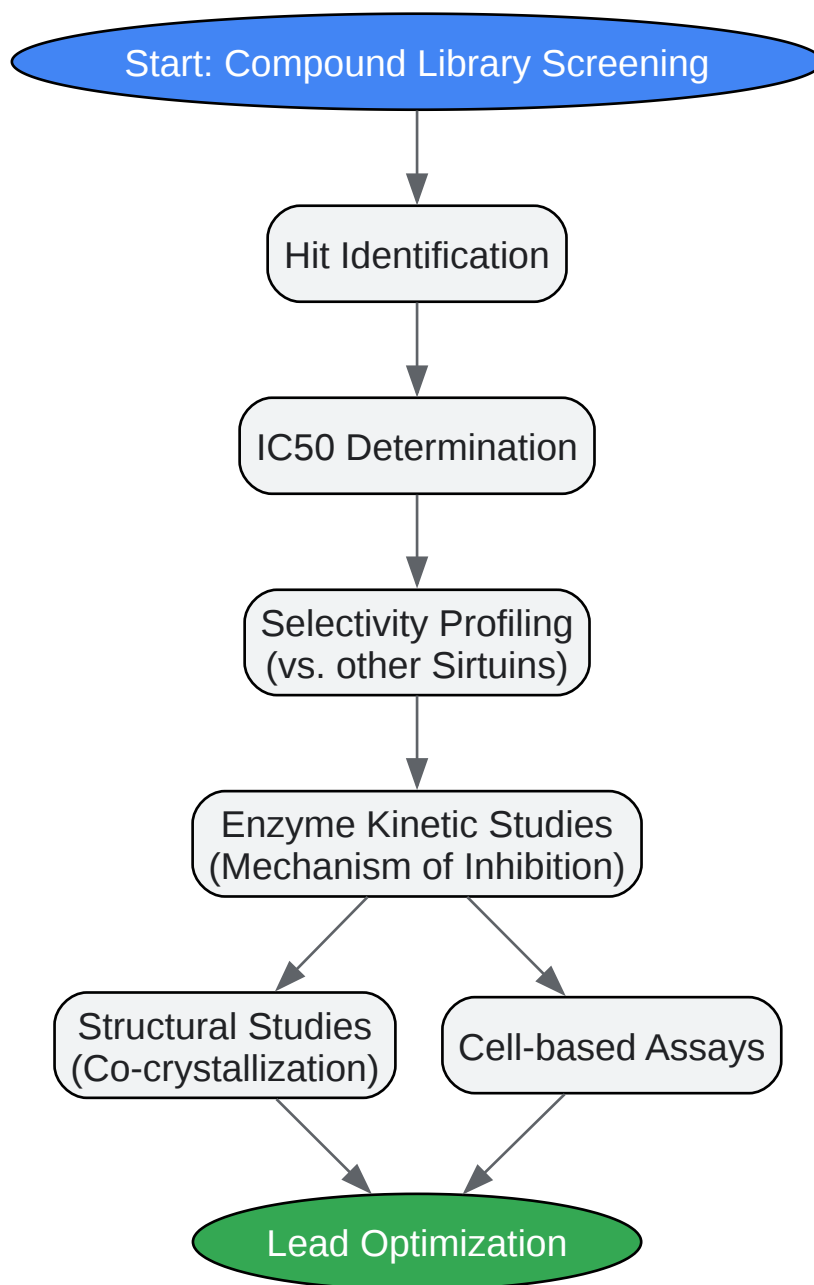 Start: Compound Library Screening
Hit Identification
IC50 Determination
Selectivity Profiling
(vs. other Sirtuins)
Enzyme Kinetic Studies
(Mechanism of Inhibition)
Structural Studies
(Co-crystallization)
Cell-based Assays
Lead Optimization